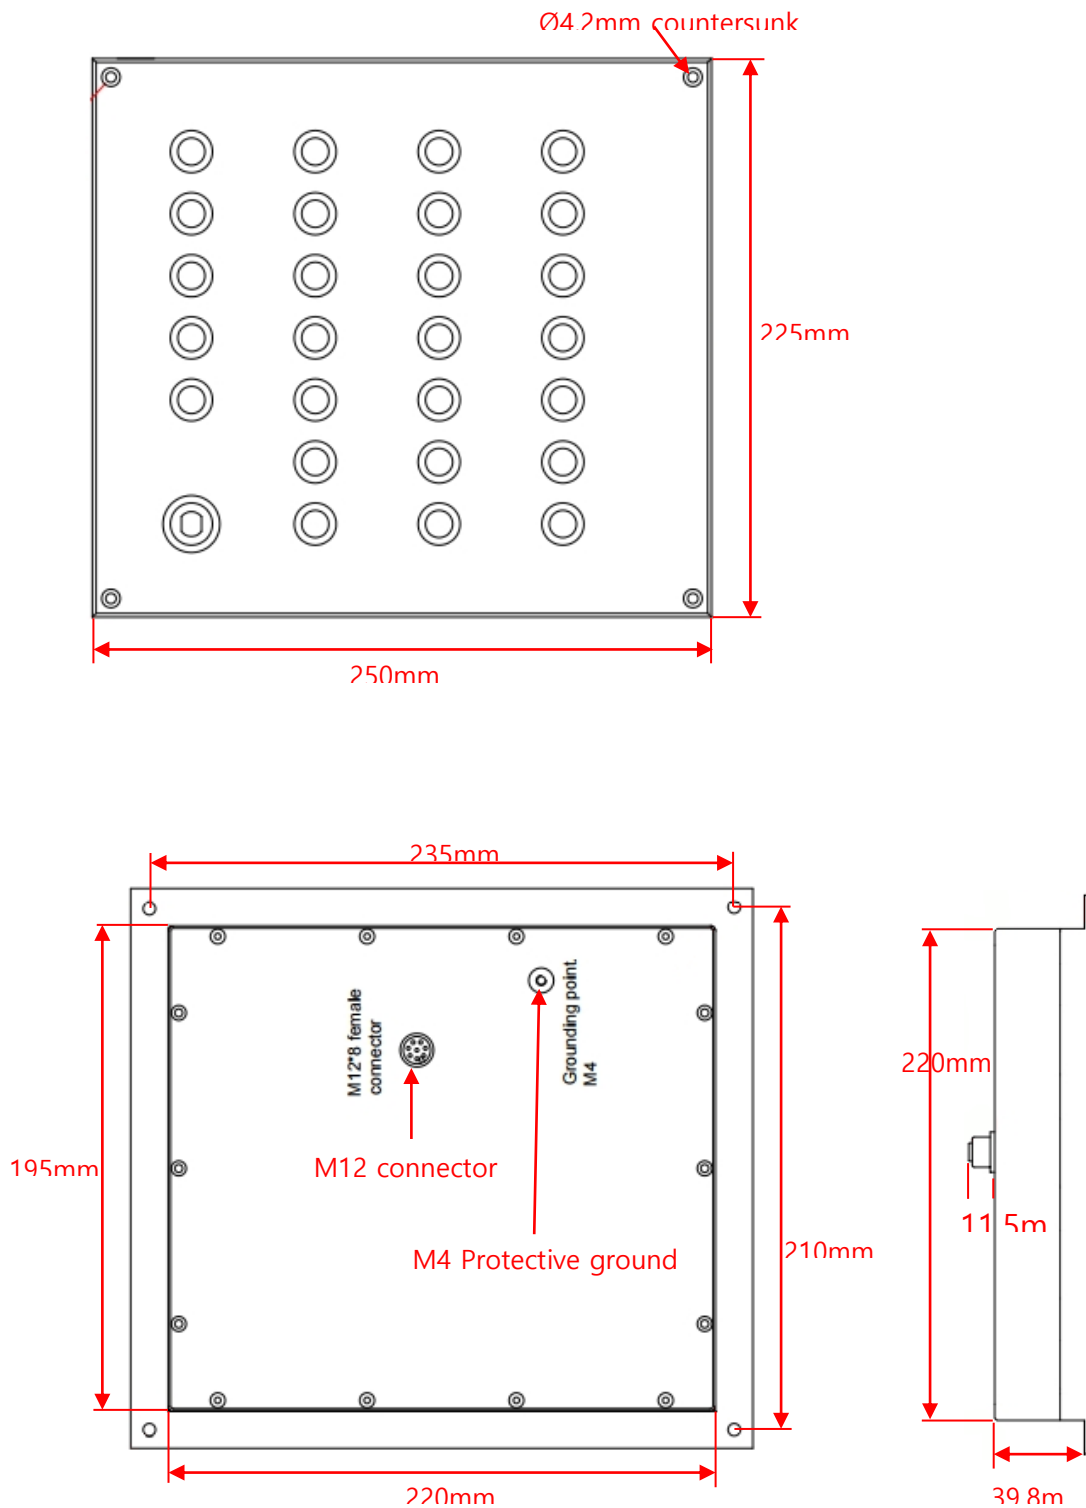 Ø4.2mm countersunk
225mm
250mm
235mm
M12*8 female
connector
Grounding point.
M4
220mm
195mm
M12 connector
11.5m
M4 Protective ground
210mm
220mm
39.8m